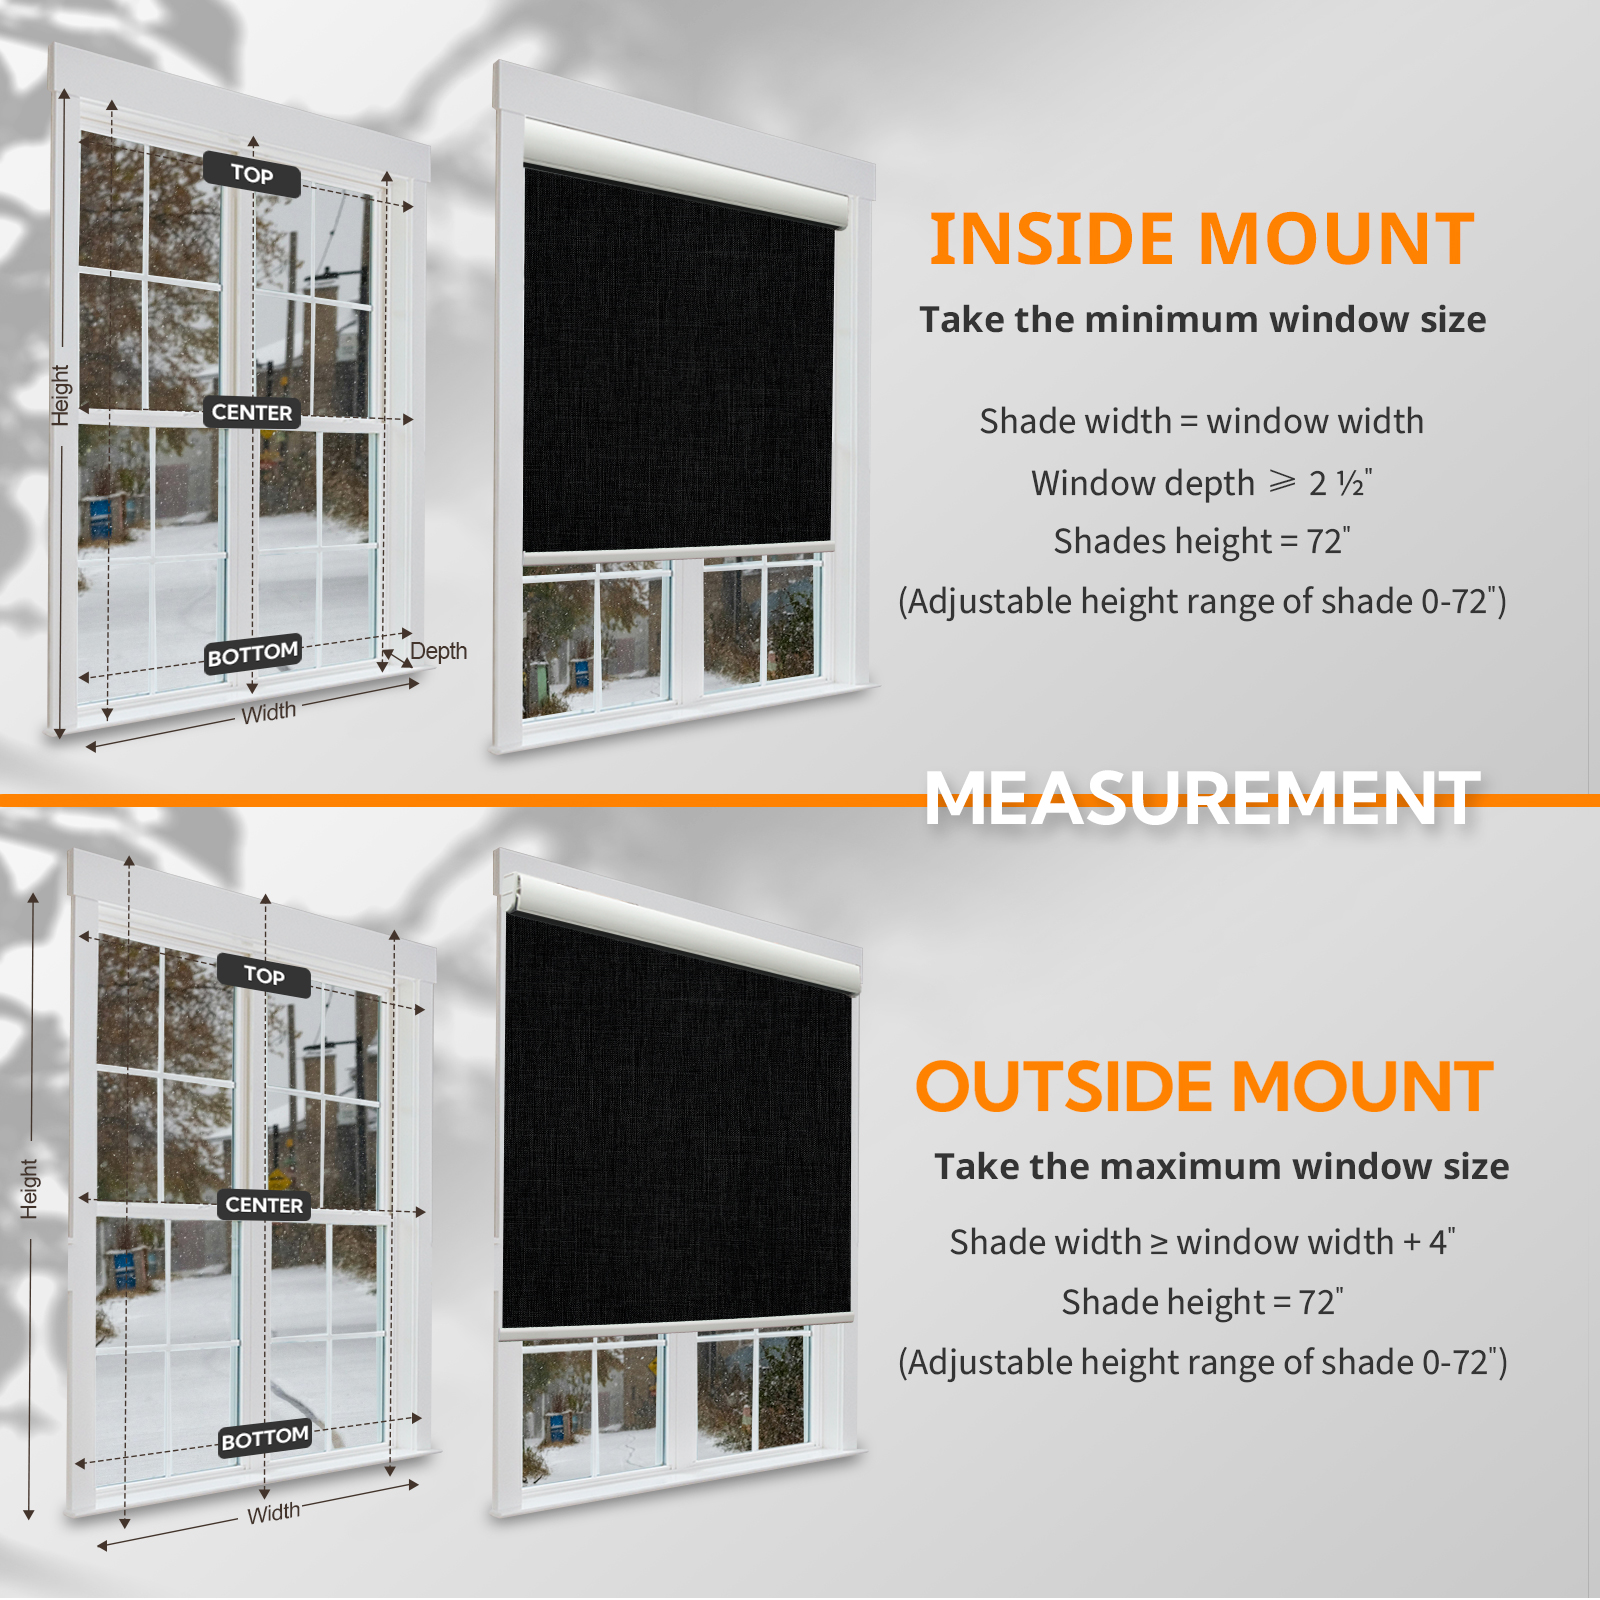 TOP
CENTER
BOTTOM
Height
Width
Depth
INSIDE MOUNT
Take the minimum window size
Shade width = window width
Window depth ⩾ 2 ½"
Shades height = 72"
(Adjustable height range of shade 0-72")
MEASUREMENT
TOP
CENTER
BOTTOM
Height
Width
OUTSIDE MOUNT
Take the maximum window size
Shade width ≥ window width + 4"
Shade height = 72"
(Adjustable height range of shade 0-72")